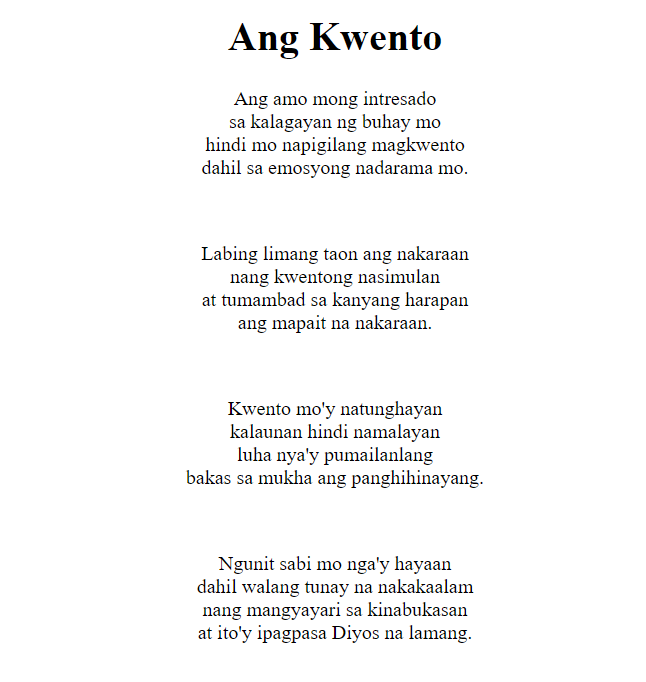 Ang Kwento
Ang amo mong intresado
sa kalagayan ng buhay mo
hindi mo napigilang magkwento
dahil sa emosyong nadarama mo.
Labing limang taon ang nakaraan
nang kwentong nasimulan
at tumambad sa kanyang harapan
ang mapait na nakaraan.
Kwento mo'y natunghayan
kalaunan hindi namalayan
luha nya'y pumailanlang
bakas sa mukha ang panghihinayang.
Ngunit sabi mo nga'y hayaan
dahil walang tunay na nakakaalam
nang mangyayari sa kinabukasan
at ito'y ipagpasa Diyos na lamang.